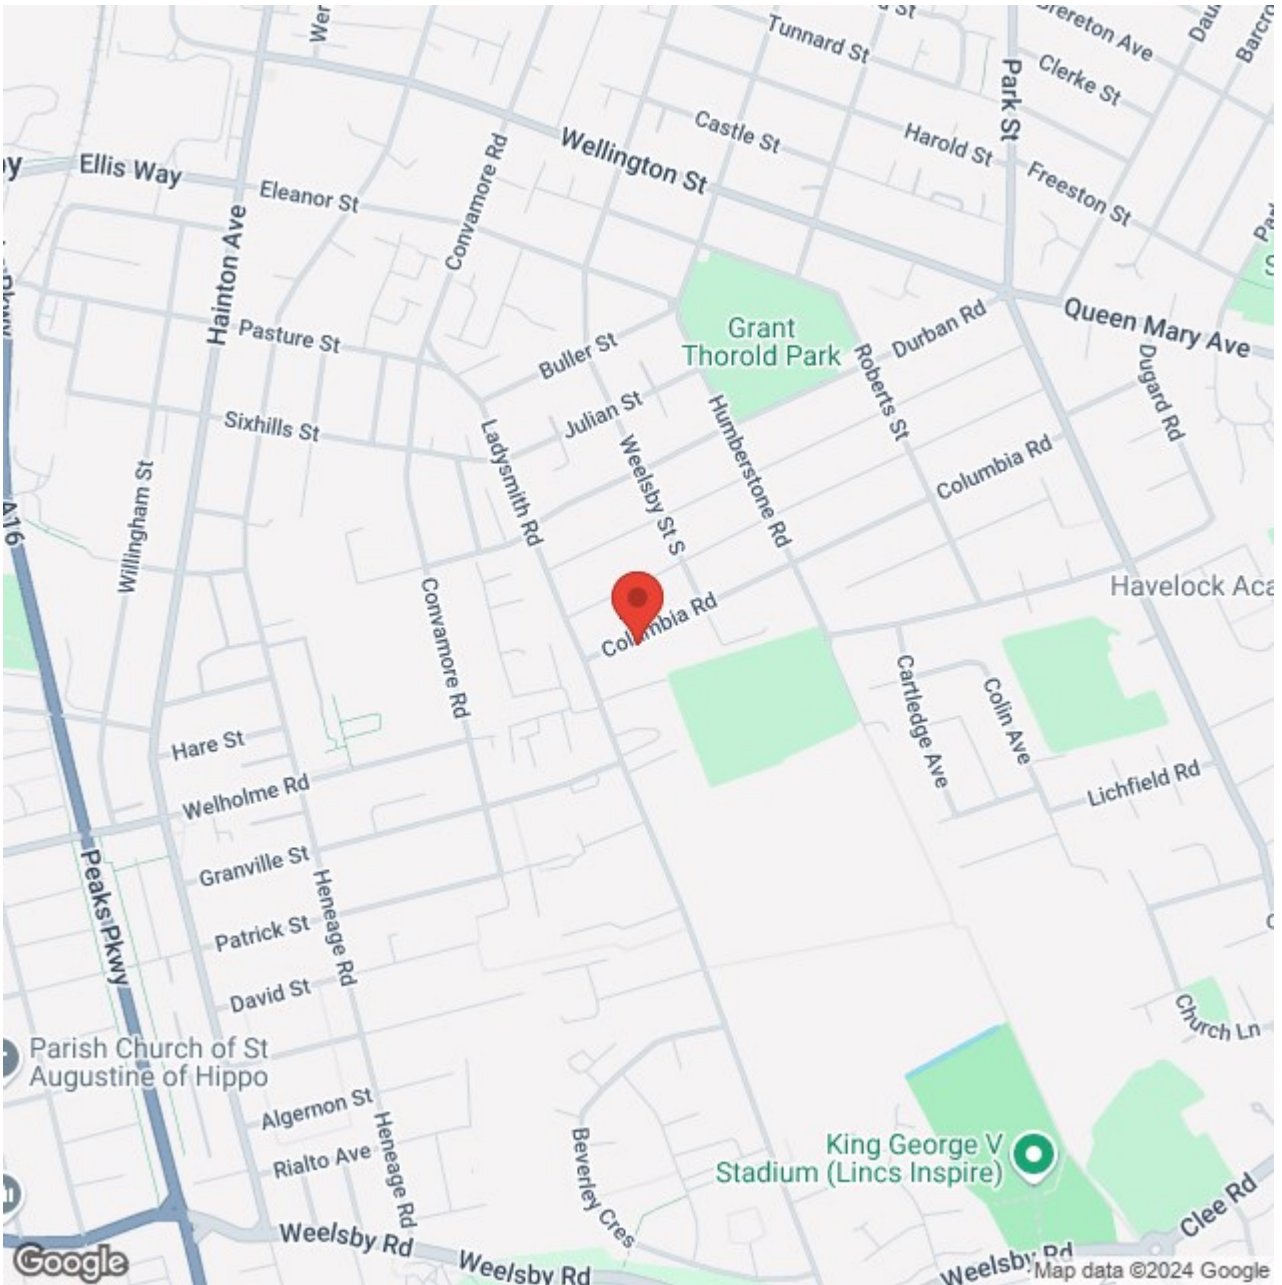 Tunnard St
Brereton Ave
Clerke St
Park St
Castle St
Harold St
Wellington St
Freeston St
Ellis Way
Eleanor St
Convamore Rd
Hainton Ave
Pasture St
Buller St
Grant
Thorold Park
Durban Rd
Queen Mary Ave
Roberts St
Dugard Rd
Julian St
Sixhills St
Ladysmith Rd
Weelsby St S
Humberstone Rd
Columbia Rd
A16
Willingham St
Convamore Rd
Columbia Rd
Havelock Aca
Cartledge Ave
Colin Ave
Hare St
Welholme Rd
Lichfield Rd
Granville St
Peaks Pkwy
Heneage Rd
Patrick St
David St
Church Ln
Parish Church of St
Augustine of Hippo
Algernon St
Heneage Rd
Rialto Ave
Beverley Cres
King George V
Stadium (Lincs Inspire)
Clee Rd
Weelsby Rd
Weelsby Rd
Weelsby Rd
Google
Map data ©2024 Google